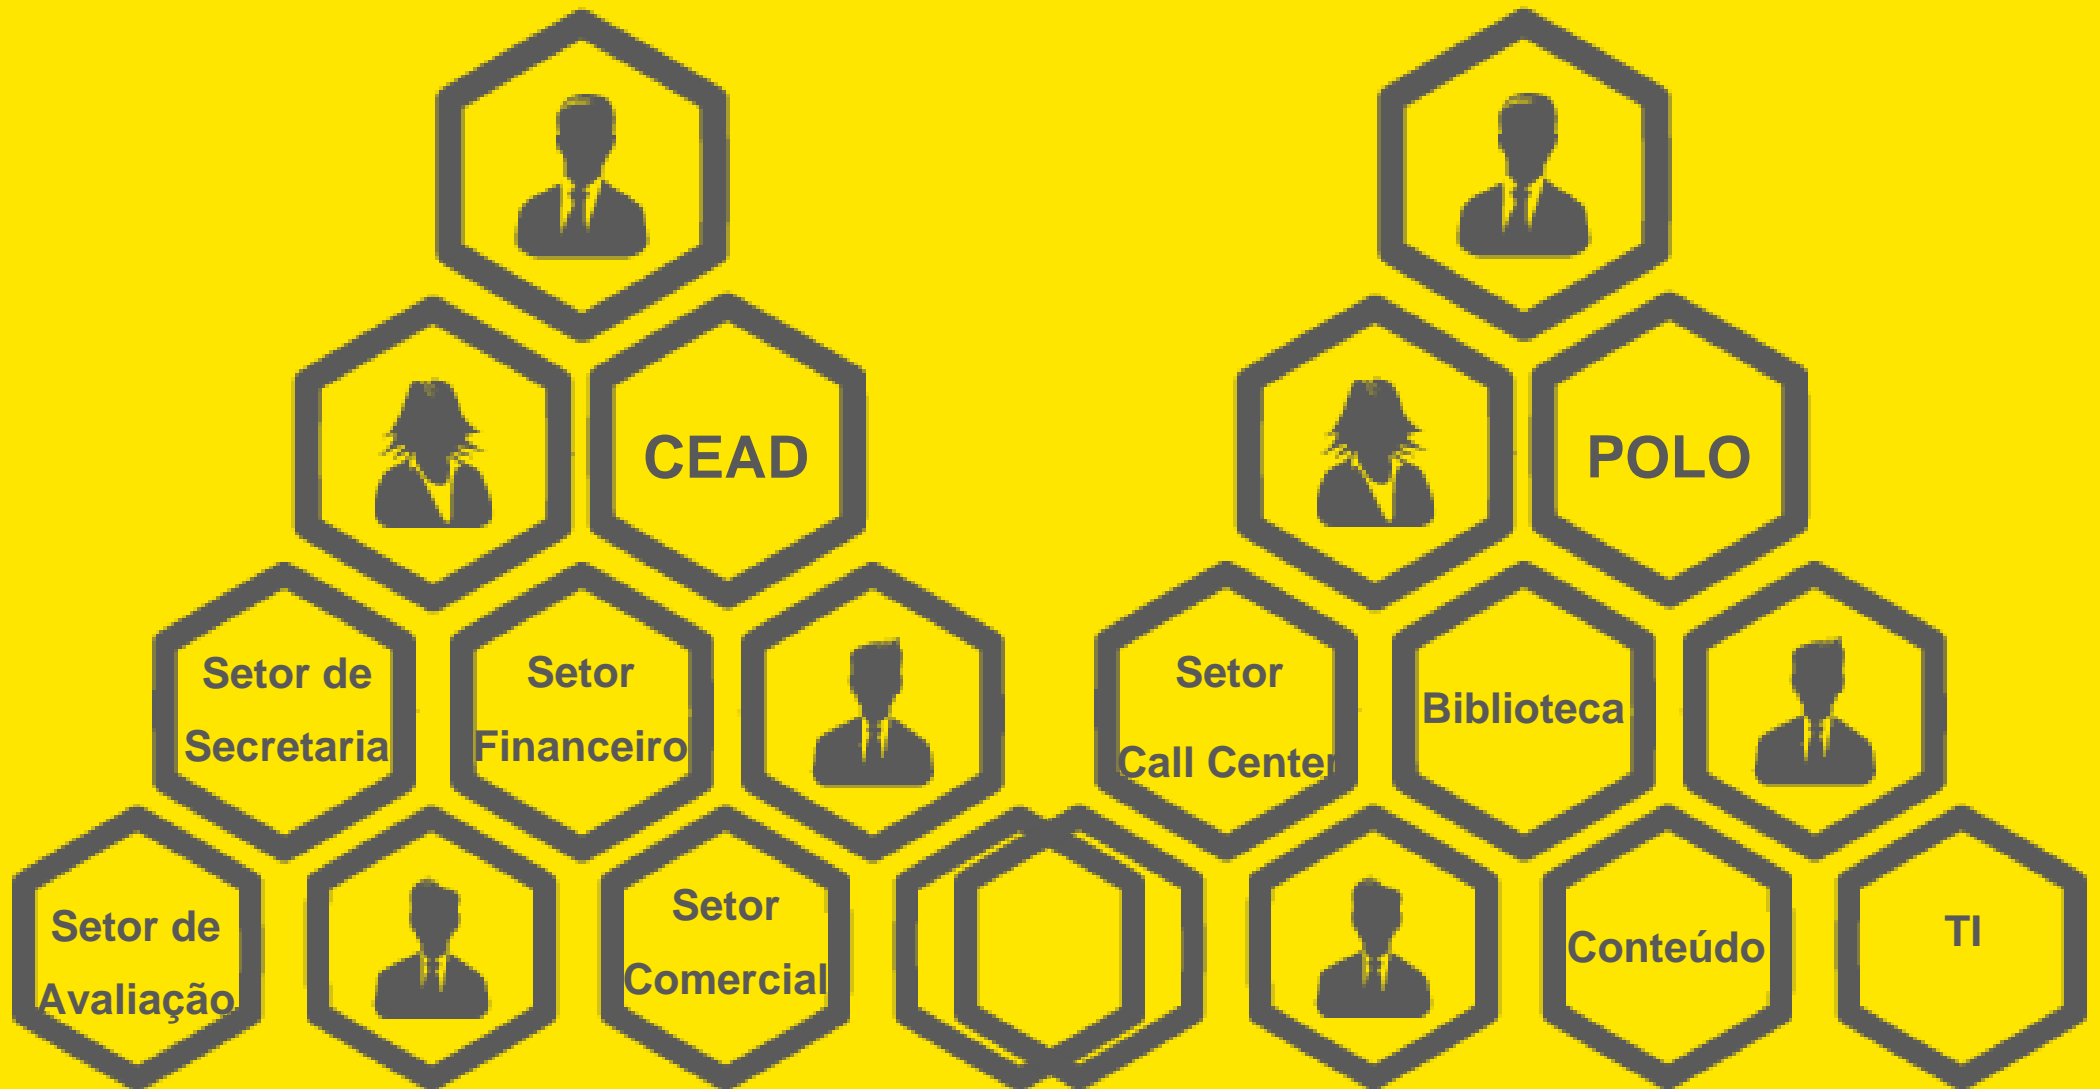 CEAD
POLO
Setor de
Secretaria
Setor
Financeiro
Setor
Call Center
Biblioteca
Setor de
Avaliação
Setor
Comercial
Conteúdo
TI